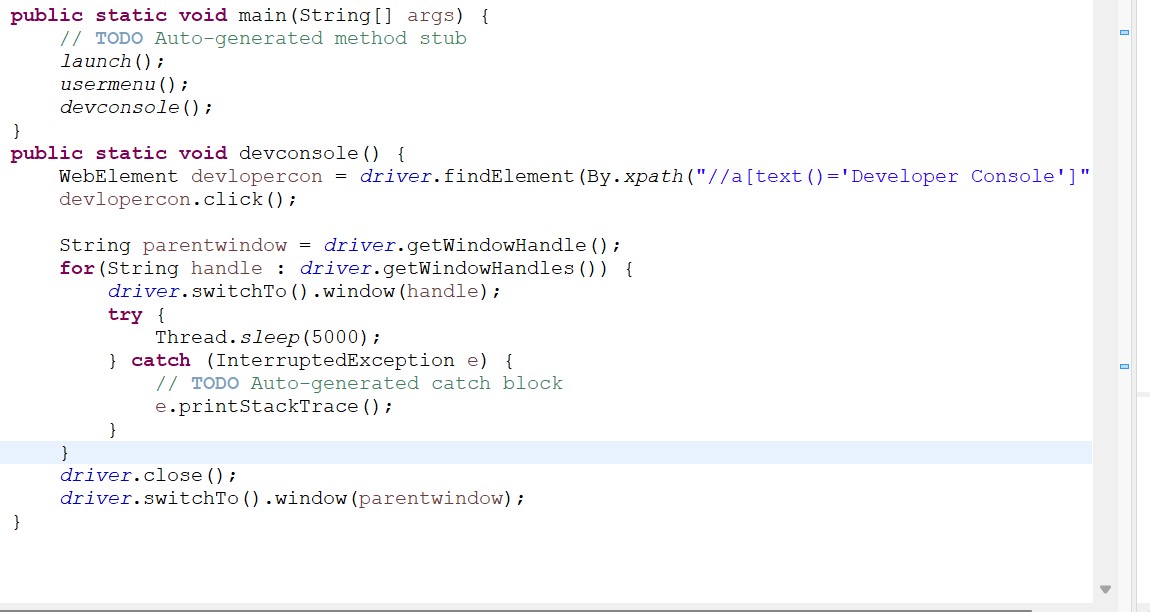 public static void main(String[] args) {
    // TODO Auto-generated method stub
    launch();
    usermenu();
    devconsole();
}
public static void devconsole() {
    WebElement devlopercon = driver.findElement(By.xpath("//a[text()='Developer Console']"
    devlopercon.click();

    String parentwindow = driver.getWindowHandle();
    for(String handle : driver.getWindowHandles()) {
        driver.switchTo().window(handle);
        try {
            Thread.sleep(5000);
        } catch (InterruptedException e) {
            // TODO Auto-generated catch block
            e.printStackTrace();
        }
    }
    driver.close();
    driver.switchTo().window(parentwindow);
}